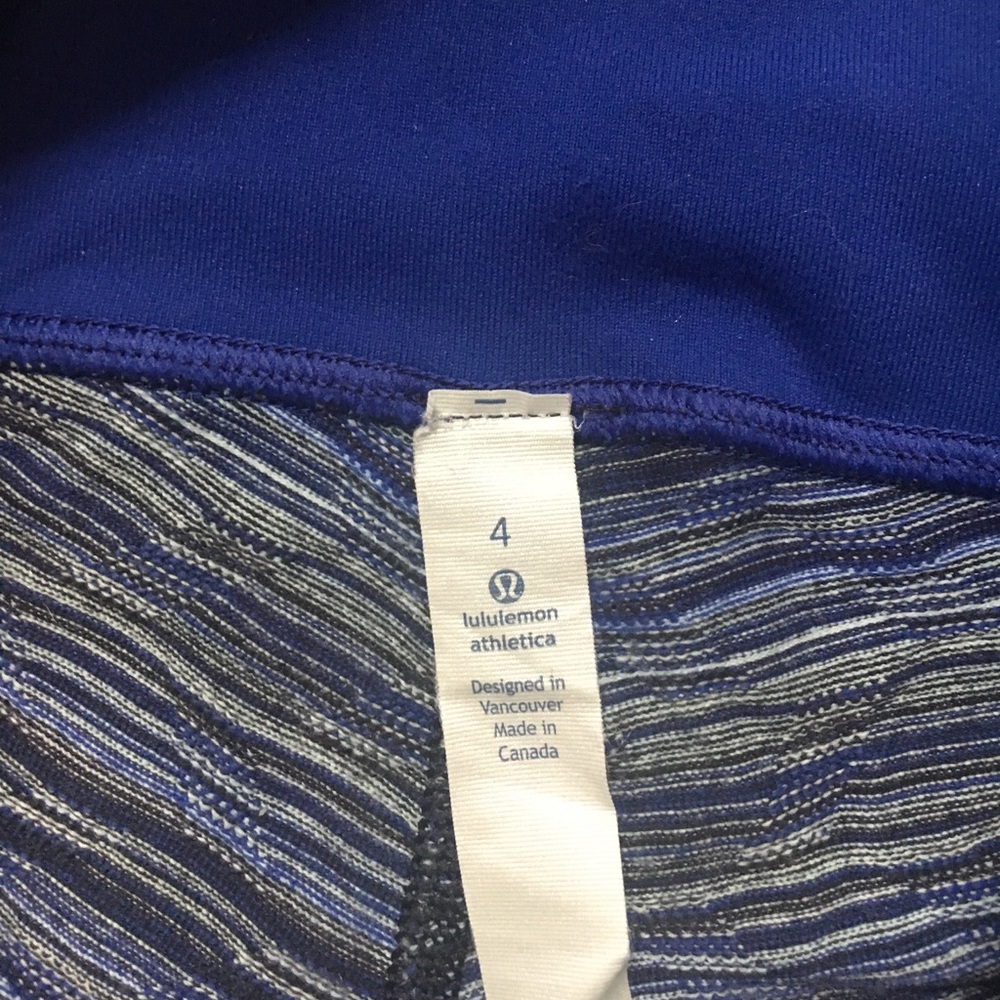 4
lululemon
athletica
Designed in
Vancouver
Made in
Canada